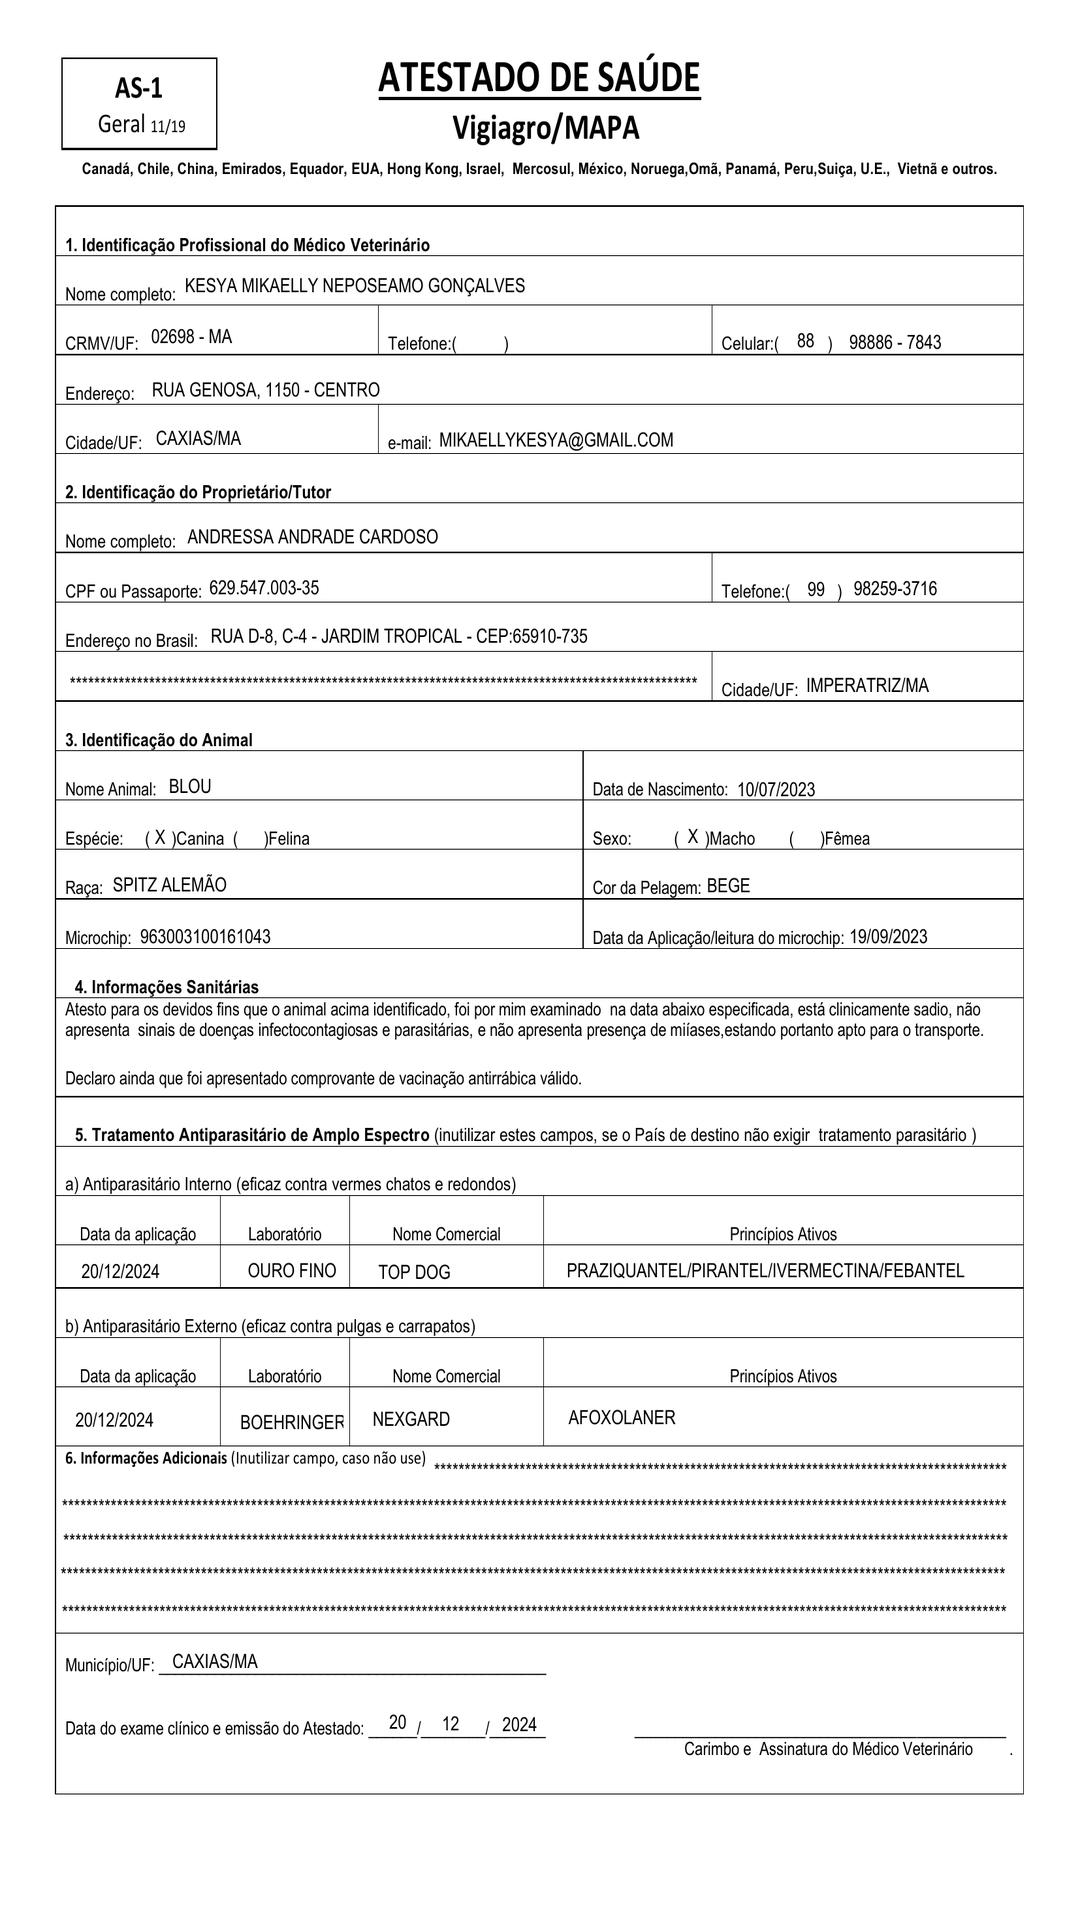 AS-1
Geral 11/19
ATESTADO DE SAÚDE
Vigiagro/MAPA
Canadá, Chile, China, Emirados, Equador, EUA, Hong Kong, Israel, Mercosul, México, Noruega,Omã, Panamá, Peru,Suiça, U.E., Vietnã e outros.
1. Identificação Profissional do Médico Veterinário
Nome completo: KESYA MIKAELLY NEPOSEAMO GONÇALVES
CRMV/UF: 02698 - MA Telefone:( ) Celular:( 88 ) 98886 - 7843
Endereço: RUA GENOSA, 1150 - CENTRO
Cidade/UF: CAXIAS/MA e-mail: MIKAELLYKESYA@GMAIL.COM
2. Identificação do Proprietário/Tutor
Nome completo: ANDRESSA ANDRADE CARDOSO
CPF ou Passaporte: 629.547.003-35 Telefone:( 99 ) 98259-3716
Endereço no Brasil: RUA D-8, C-4 - JARDIM TROPICAL - CEP:65910-735
******************************************************************************************************* Cidade/UF: IMPERATRIZ/MA
3. Identificação do Animal
Nome Animal: BLOU Data de Nascimento: 10/07/2023
Espécie: ( X )Canina ( )Felina Sexo: ( X )Macho ( )Fêmea
Raça: SPITZ ALEMÃO Cor da Pelagem: BEGE
Microchip: 963003100161043 Data da Aplicação/leitura do microchip: 19/09/2023
4. Informações Sanitárias
Atesto para os devidos fins que o animal acima identificado, foi por mim examinado na data abaixo especificada, está clinicamente sadio, não
apresenta sinais de doenças infectocontagiosas e parasitárias, e não apresenta presença de miíases,estando portanto apto para o transporte.
Declaro ainda que foi apresentado comprovante de vacinação antirrábica válido.
5. Tratamento Antiparasitário de Amplo Espectro (inutilizar estes campos, se o País de destino não exigir tratamento parasitário )
a) Antiparasitário Interno (eficaz contra vermes chatos e redondos)
Data da aplicação Laboratório Nome Comercial Princípios Ativos
20/12/2024 OURO FINO TOP DOG PRAZIQUANTEL/PIRANTEL/IVERMECTINA/FEBANTEL
b) Antiparasitário Externo (eficaz contra pulgas e carrapatos)
Data da aplicação Laboratório Nome Comercial Princípios Ativos
20/12/2024 BOEHRINGER NEXGARD AFOXOLANER
6. Informações Adicionais (Inutilizar campo, caso não use) **********************************************************************************************
***********************************************************************************************************************************************************
***********************************************************************************************************************************************************
***********************************************************************************************************************************************************
***********************************************************************************************************************************************************
Município/UF: CAXIAS/MA
Data do exame clínico e emissão do Atestado: 20 / 12 / 2024
Carimbo e Assinatura do Médico Veterinário .